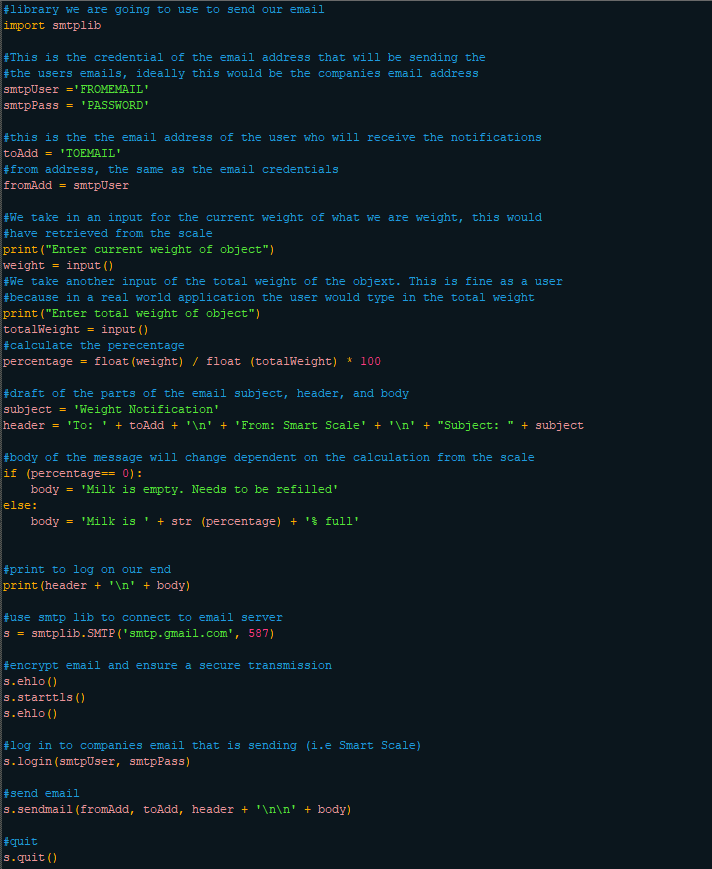 #library we are going to use to send our email
import smtplib

#This is the credential of the email address that will be sending the
#the users emails, ideally this would be the companies email address
smtpUser ='FROMEMAIL'
smtpPass = 'PASSWORD'

#this is the the email address of the user who will receive the notifications
toAdd = 'TOEMAIL'
#from address, the same as the email credentials
fromAdd = smtpUser

#We take in an input for the current weight of what we are weight, this would
#have retrieved from the scale
print("Enter current weight of object")
weight = input()
#We take another input of the total weight of the objext. This is fine as a user
#because in a real world application the user would type in the total weight
print("Enter total weight of object")
totalWeight = input()
#calculate the perecentage
percentage = float(weight) / float (totalWeight) * 100

#draft of the parts of the email subject, header, and body
subject = 'Weight Notification'
header = 'To: ' + toAdd + '\n' + 'From: Smart Scale' + '\n' + "Subject: " + subject

#body of the message will change dependent on the calculation from the scale
if (percentage== 0):
    body = 'Milk is empty. Needs to be refilled'
else:
    body = 'Milk is ' + str (percentage) + '% full'


#print to log on our end
print(header + '\n' + body)

#use smtp lib to connect to email server
s = smtplib.SMTP('smtp.gmail.com', 587)

#encrypt email and ensure a secure transmission
s.ehlo()
s.starttls()
s.ehlo()

#log in to companies email that is sending (i.e Smart Scale)
s.login(smtpUser, smtpPass)

#send email
s.sendmail(fromAdd, toAdd, header + '\n\n' + body)

#quit
s.quit()